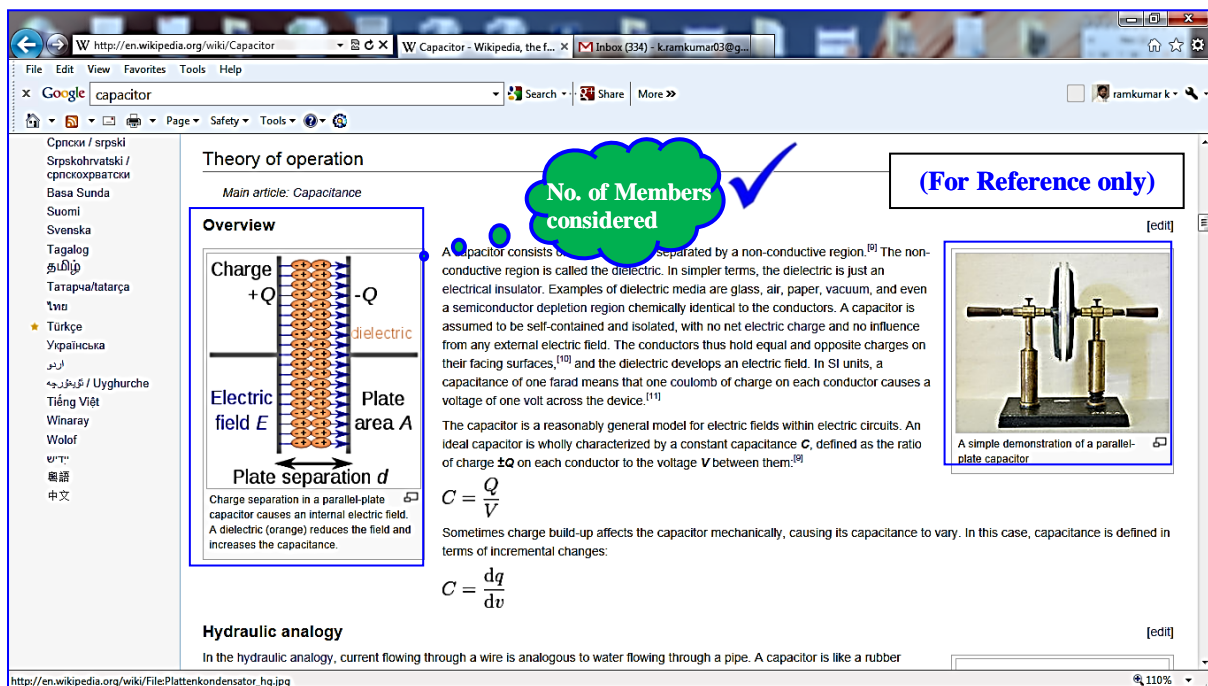 http://en.wikipedia.org/wiki/Capacitor
W Capacitor - Wikipedia, the f...
Inbox (334) - k.ramkumar03@g...
File Edit View Favorites Tools Help
x Google capacitor
Search
Share
More »
ramkumar k
Page Safety Tools
Српски / srpski
Srpskohrvatski /
српскохрватски
Basa Sunda
Suomi
Svenska
Tagalog
தமிழ்
Татарча/tatarça
ไทย
Türkçe
Українська
اردو
ئۇيغۇرچە / Uyghurche
Tiếng Việt
Winaray
Wolof
ייִדיש
粵語
中文
Theory of operation
Main article: Capacitance
No. of Members
considered
(For Reference only)
Overview
[edit]
Charge
+Q
-Q
dielectric
Electric
field E
Plate
area A
Plate separation d
Charge separation in a parallel-plate
capacitor causes an internal electric field.
A dielectric (orange) reduces the field and
increases the capacitance.
A capacitor consists separated by a non-conductive region.[9] The non-
conductive region is called the dielectric. In simpler terms, the dielectric is just an
electrical insulator. Examples of dielectric media are glass, air, paper, vacuum, and even
a semiconductor depletion region chemically identical to the conductors. A capacitor is
assumed to be self-contained and isolated, with no net electric charge and no influence
from any external electric field. The conductors thus hold equal and opposite charges on
their facing surfaces,[10] and the dielectric develops an electric field. In SI units, a
capacitance of one farad means that one coulomb of charge on each conductor causes a
voltage of one volt across the device.[11]
The capacitor is a reasonably general model for electric fields within electric circuits. An
ideal capacitor is wholly characterized by a constant capacitance C, defined as the ratio
of charge ±Q on each conductor to the voltage V between them:[9]
C = Q/V
Sometimes charge build-up affects the capacitor mechanically, causing its capacitance to vary. In this case, capacitance is defined in
terms of incremental changes:
C = dq/dv
A simple demonstration of a parallel-
plate capacitor
Hydraulic analogy
[edit]
In the hydraulic analogy, current flowing through a wire is analogous to water flowing through a pipe. A capacitor is like a rubber
http://en.wikipedia.org/wiki/File:Plattenkondensator_hg.jpg
110%